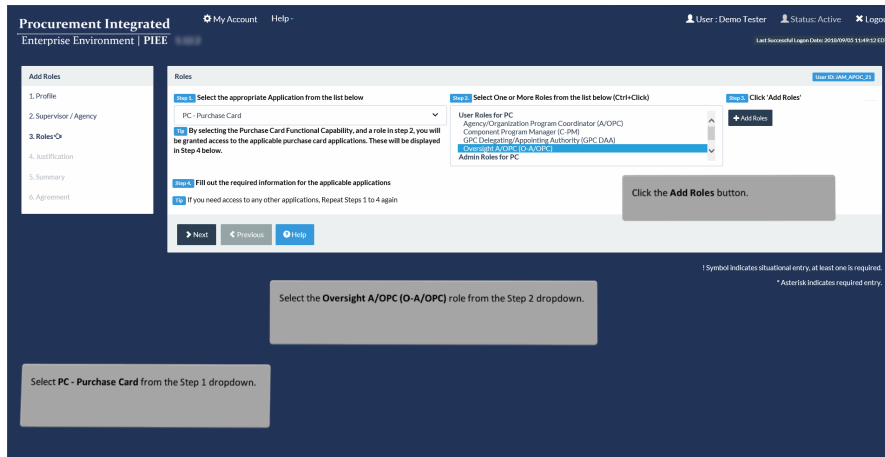 Procurement Integrated
Enterprise Environment | PIEE
My Account
Help
User : Demo Tester
Status: Active
Logou
Last Successful Logon Date: 2018/09/05 11:49:12 EDT
Add Roles
1. Profile
2. Supervisor / Agency
3. Roles
4. Justification
5. Summary
6. Agreement
Roles
User ID: JAM_APOC_21
Step 1. Select the appropriate Application from the list below
PC - Purchase Card
Tip By selecting the Purchase Card Functional Capability, and a role in step 2, you will
be granted access to the applicable purchase card applications. These will be displayed
in Step 4 below.
Step 2. Select One or More Roles from the list below (Ctrl+Click)
User Roles for PC
Agency/Organization Program Coordinator (A/OPC)
Component Program Manager (C-PM)
GPC Delegating/Appointing Authority (GPC DAA)
Oversight A/OPC (O-A/OPC)
Admin Roles for PC
Step 3. Click 'Add Roles'
Add Roles
Step 4. Fill out the required information for the applicable applications
Tip If you need access to any other applications, Repeat Steps 1 to 4 again
Click the Add Roles button.
Next
Previous
Help
! Symbol indicates situational entry, at least one is required.
* Asterisk indicates required entry.
Select the Oversight A/OPC (O-A/OPC) role from the Step 2 dropdown.
Select PC - Purchase Card from the Step 1 dropdown.